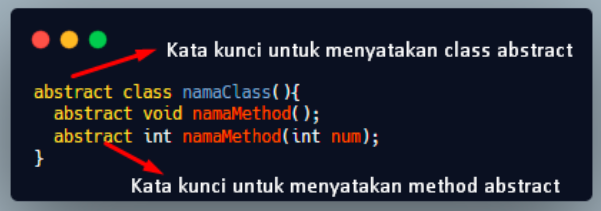 Kata kunci untuk menyatakan class abstract
abstract class namaClass(){
abstract void namaMethod();
abstract int namaMethod(int num);
}
Kata kunci untuk menyatakan method abstract